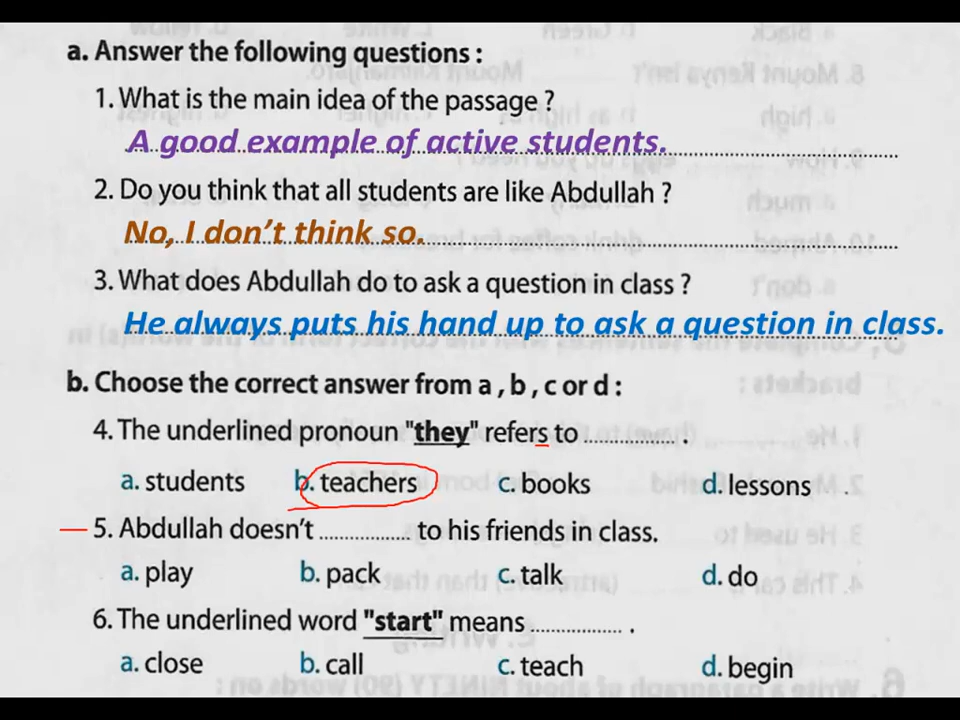 a. Answer the following questions :
1. What is the main idea of the passage ?
A good example of active students.
2. Do you think that all students are like Abdullah ?
No, I don't think so.
3. What does Abdullah do to ask a question in class ?
He always puts his hand up to ask a question in class.
b. Choose the correct answer from a , b , c or d :
4. The underlined pronoun "they" refers to .............. .
a. students b. teachers c. books d. lessons
5. Abdullah doesn't .............. to his friends in class.
a. play b. pack c. talk d. do
6. The underlined word "start" means .............. .
a. close b. call c. teach d. begin